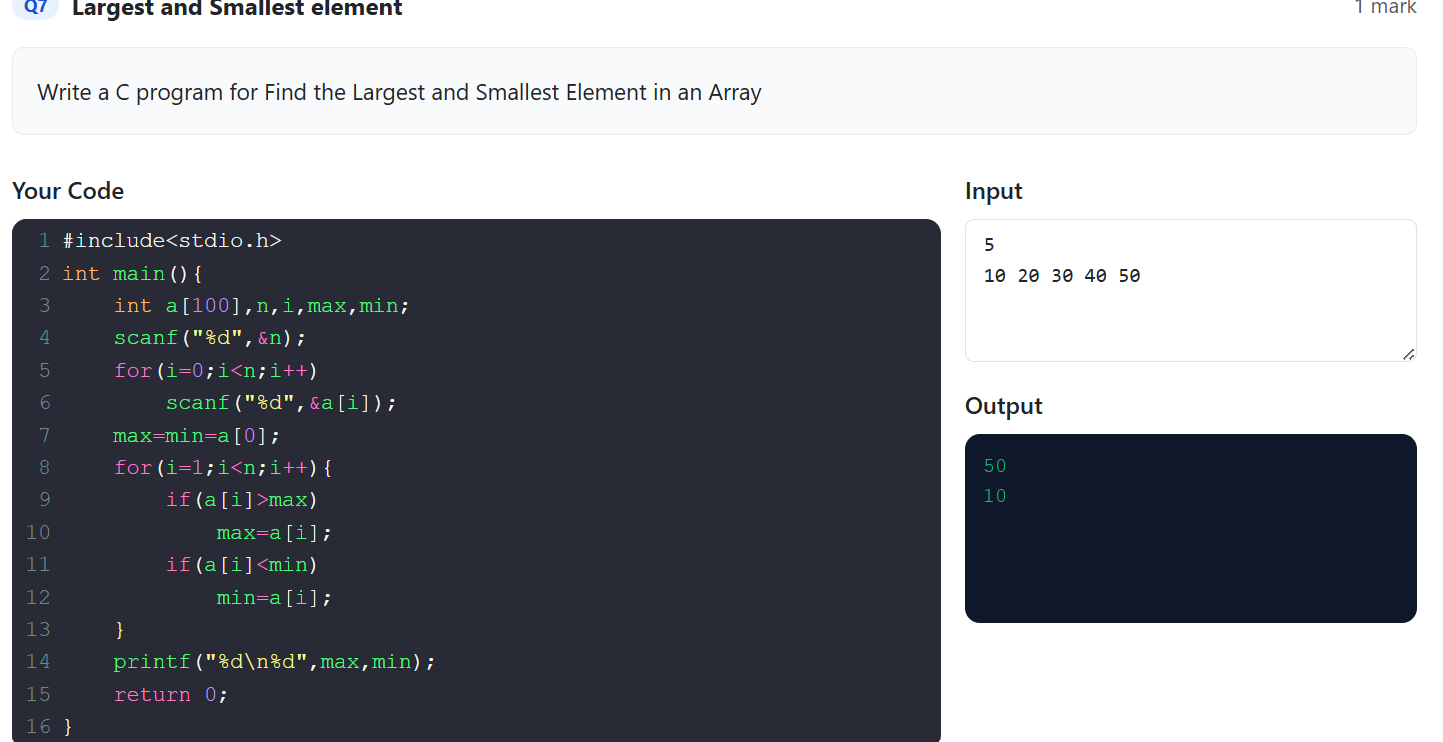 Q7 Largest and Smallest element 1 mark
Write a C program for Find the Largest and Smallest Element in an Array
Your Code
1 #include<stdio.h>
2 int main(){
3     int a[100],n,i,max,min;
4     scanf("%d",&n);
5     for(i=0;i<n;i++)
6         scanf("%d",&a[i]);
7     max=min=a[0];
8     for(i=1;i<n;i++){
9         if(a[i]>max)
10             max=a[i];
11         if(a[i]<min)
12             min=a[i];
13     }
14     printf("%d\n%d",max,min);
15     return 0;
16 }
Input
5
10 20 30 40 50
Output
50
10